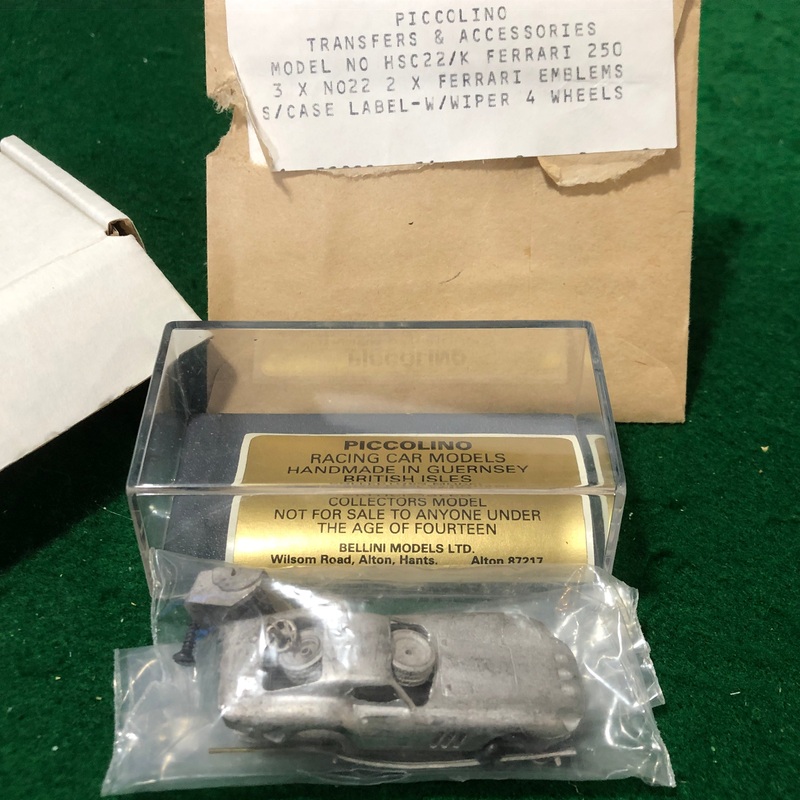 PICCOLINO
TRANSFERS & ACCESSORIES
MODEL NO HSC22/K FERRARI 250
3 X NO22 2 X FERRARI EMBLEMS
S/CASE LABEL-W/WIPER 4 WHEELS
PICCOLINO
PICCOLINO
RACING CAR MODELS
HANDMADE IN GUERNSEY
BRITISH ISLES
COLLECTORS MODEL
NOT FOR SALE TO ANYONE UNDER
THE AGE OF FOURTEEN
BELLINI MODELS LTD.
Wilsom Road, Alton, Hants. Alton 87217